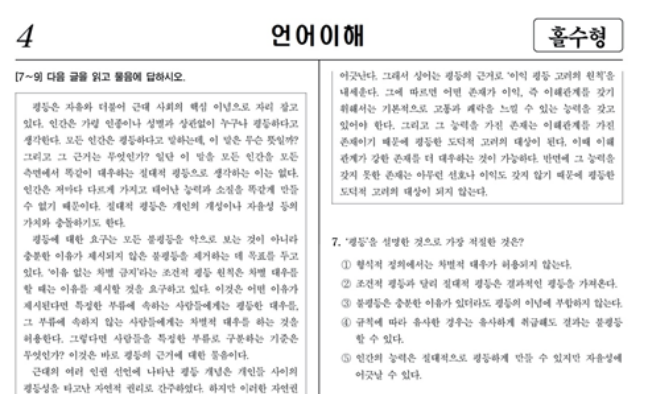 4
언어이해
홀수형
[7~9] 다음 글을 읽고 물음에 답하시오.
평등은 자유와 더불어 근대 사회의 핵심 이념으로 자리 잡고
있다. 인간은 가령 인종이나 성별과 상관없이 누구나 평등하다고
생각한다. 모든 인간은 평등하다고 말하는데, 이 말은 무슨 뜻일까?
그리고 그 근거는 무엇인가? 일단 이 말을 모든 인간을 모든
측면에서 똑같이 대우하는 절대적 평등으로 생각하는 이는 없다.
인간은 저마다 다르게 가지고 태어난 능력과 소질을 똑같게 만들
수 없기 때문이다. 절대적 평등은 개인의 개성이나 자율성 등의
가치와 충돌하기도 한다.
평등에 대한 요구는 모든 불평등을 악으로 보는 것이 아니라
충분한 이유가 제시되지 않은 불평등을 제거하는 데 목표를 두고
있다. ‘이유 없는 차별 금지’라는 조건적 평등 원칙은 차별 대우를
할 때는 이유를 제시할 것을 요구하고 있다. 이것은 어떤 이유가
제시된다면 특정한 부류에 속하는 사람들에게는 평등한 대우를,
그 부류에 속하지 않는 사람들에게는 차별적 대우를 하는 것을
허용한다. 그렇다면 사람들을 특정한 부류로 구분하는 기준은
무엇인가? 이것은 바로 평등의 근거에 대한 물음이다.
근대의 여러 인권 선언에 나타난 평등 개념은 개인들 사이의
평등성을 타고난 자연적 권리로 간주하였다. 하지만 이러한 자연권
어긋난다. 그래서 싱어는 평등의 근거로 ‘이익 평등 고려의 원칙’을
내세운다. 그에 따르면 어떤 존재가 이익, 즉 이해관계를 갖기
위해서는 기본적으로 고통과 쾌락을 느낄 수 있는 능력을 갖고
있어야 한다. 그리고 그 능력을 가진 존재는 이해관계를 가진
존재이기 때문에 평등한 도덕적 고려의 대상이 된다. 이때 이해
관계가 강한 존재를 더 대우하는 것이 가능하다. 반면에 그 능력을
갖지 못한 존재는 아무런 선호나 이익도 갖지 않기 때문에 평등한
도덕적 고려의 대상이 되지 않는다.
7. ‘평등’을 설명한 것으로 가장 적절한 것은?
① 형식적 정의에서는 차별적 대우가 허용되지 않는다.
② 조건적 평등과 달리 절대적 평등은 결과적인 평등을 가져온다.
③ 불평등은 충분한 이유가 있더라도 평등의 이념에 부합하지 않는다.
④ 규칙에 따라 유사한 경우는 유사하게 취급해도 결과는 불평등
할 수 있다.
⑤ 인간의 능력은 절대적으로 평등하게 만들 수 있지만 자율성에
어긋날 수 있다.